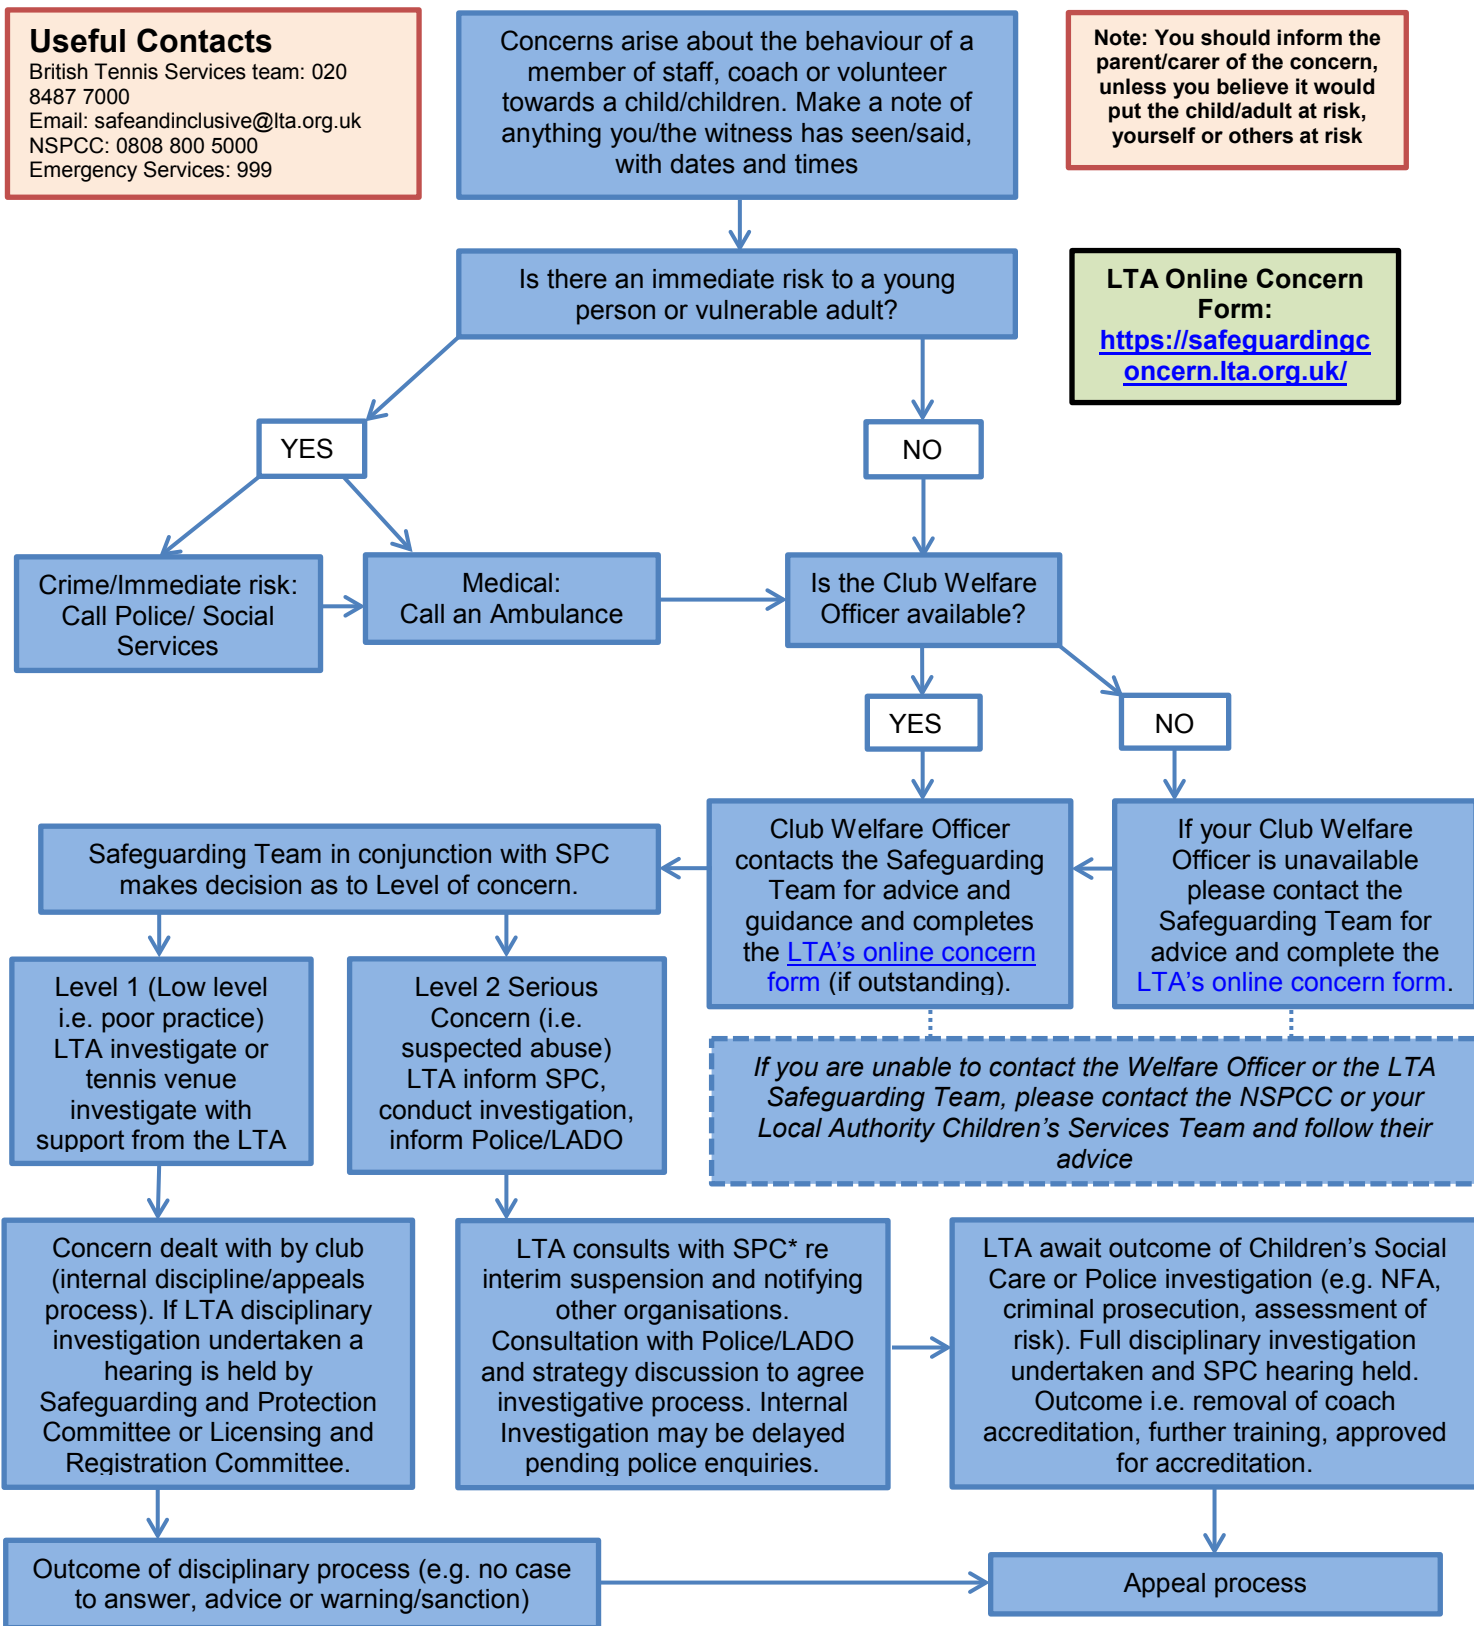 Useful Contacts
British Tennis Services team: 020
8487 7000
Email: safeandinclusive@lta.org.uk
NSPCC: 0808 800 5000
Emergency Services: 999
Concerns arise about the behaviour of a
member of staff, coach or volunteer
towards a child/children. Make a note of
anything you/the witness has seen/said,
with dates and times
Note: You should inform the
parent/carer of the concern,
unless you believe it would
put the child/adult at risk,
yourself or others at risk
Is there an immediate risk to a young
person or vulnerable adult?
LTA Online Concern
Form:
https://safeguardingc
oncern.lta.org.uk/
YES
NO
Crime/Immediate risk:
Call Police/ Social
Services
Medical:
Call an Ambulance
Is the Club Welfare
Officer available?
YES
NO
Safeguarding Team in conjunction with SPC
makes decision as to Level of concern.
Club Welfare Officer
contacts the Safeguarding
Team for advice and
guidance and completes
the LTA's online concern
form (if outstanding).
If your Club Welfare
Officer is unavailable
please contact the
Safeguarding Team for
advice and complete the
LTA's online concern form.
Level 1 (Low level
i.e. poor practice)
LTA investigate or
tennis venue
investigate with
support from the LTA
Level 2 Serious
Concern (i.e.
suspected abuse)
LTA inform SPC,
conduct investigation,
inform Police/LADO
If you are unable to contact the Welfare Officer or the LTA
Safeguarding Team, please contact the NSPCC or your
Local Authority Children's Services Team and follow their
advice
Concern dealt with by club
(internal discipline/appeals
process). If LTA disciplinary
investigation undertaken a
hearing is held by
Safeguarding and Protection
Committee or Licensing and
Registration Committee.
LTA consults with SPC* re
interim suspension and notifying
other organisations.
Consultation with Police/LADO
and strategy discussion to agree
investigative process. Internal
Investigation may be delayed
pending police enquiries.
LTA await outcome of Children's Social
Care or Police investigation (e.g. NFA,
criminal prosecution, assessment of
risk). Full disciplinary investigation
undertaken and SPC hearing held.
Outcome i.e. removal of coach
accreditation, further training, approved
for accreditation.
Outcome of disciplinary process (e.g. no case
to answer, advice or warning/sanction)
Appeal process